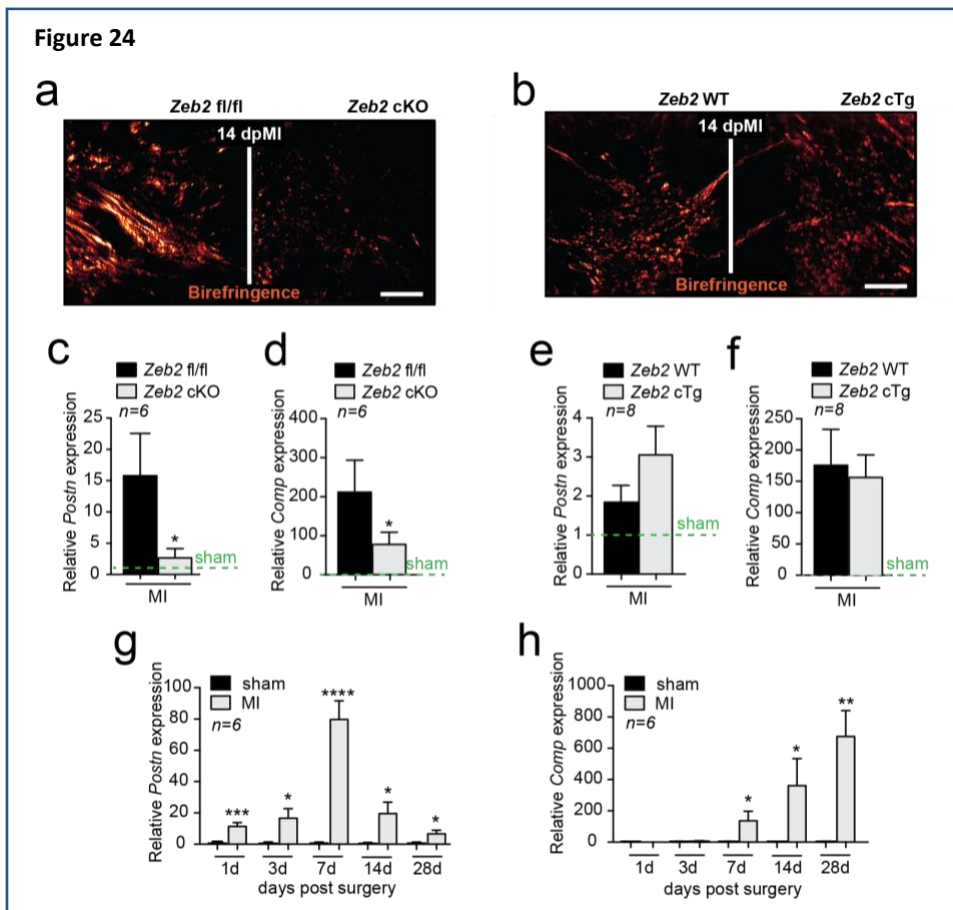 Figure 24
a
Zeb2 fl/fl
Zeb2 cKO
14 dpMI
Birefringence
b
Zeb2 WT
Zeb2 cTg
14 dpMI
Birefringence
c
Zeb2 fl/fl
Zeb2 cKO
n=6
Relative Postn expression
25
20
15
10
5
0
*
sham
MI
d
Zeb2 fl/fl
Zeb2 cKO
n=6
Relative Comp expression
400
300
200
100
0
*
sham
MI
e
Zeb2 WT
Zeb2 cTg
n=8
Relative Postn expression
4
3
2
1
0
sham
MI
f
Zeb2 WT
Zeb2 cTg
n=8
Relative Comp expression
250
200
150
100
50
0
sham
MI
g
sham
MI
n=6
Relative Postn expression
100
80
60
40
20
0
*** * **** * *
1d 3d 7d 14d 28d
days post surgery
h
sham
MI
n=6
Relative Comp expression
1000
800
600
400
200
0
* * **
1d 3d 7d 14d 28d
days post surgery